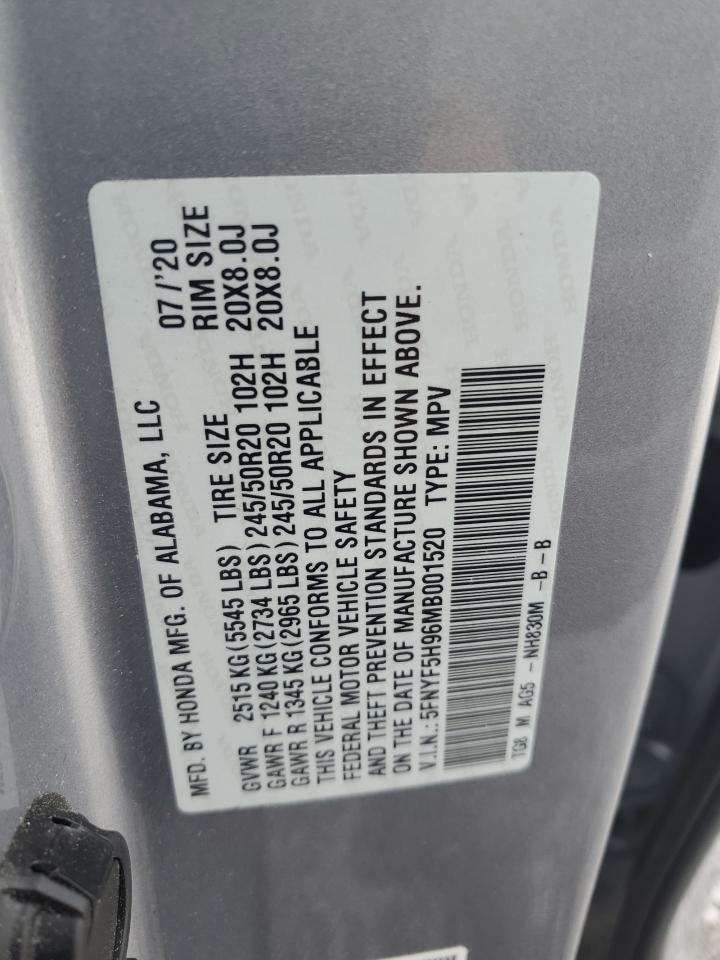 MFD. BY HONDA MFG. OF ALABAMA, LLC 07/'20
GVWR 2515 KG (5545 LBS) TIRE SIZE RIM SIZE
GAWR F 1240 KG (2734 LBS) 245/50R20 102H 20X8.0J
GAWR R 1345 KG (2965 LBS) 245/50R20 102H 20X8.0J
THIS VEHICLE CONFORMS TO ALL APPLICABLE
FEDERAL MOTOR VEHICLE SAFETY
AND THEFT PREVENTION STANDARDS IN EFFECT
ON THE DATE OF MANUFACTURE SHOWN ABOVE.
V.I.N.: 5FNYF5H96MB001520 TYPE: MPV
TG8 M AG5 - NH830M -B-B